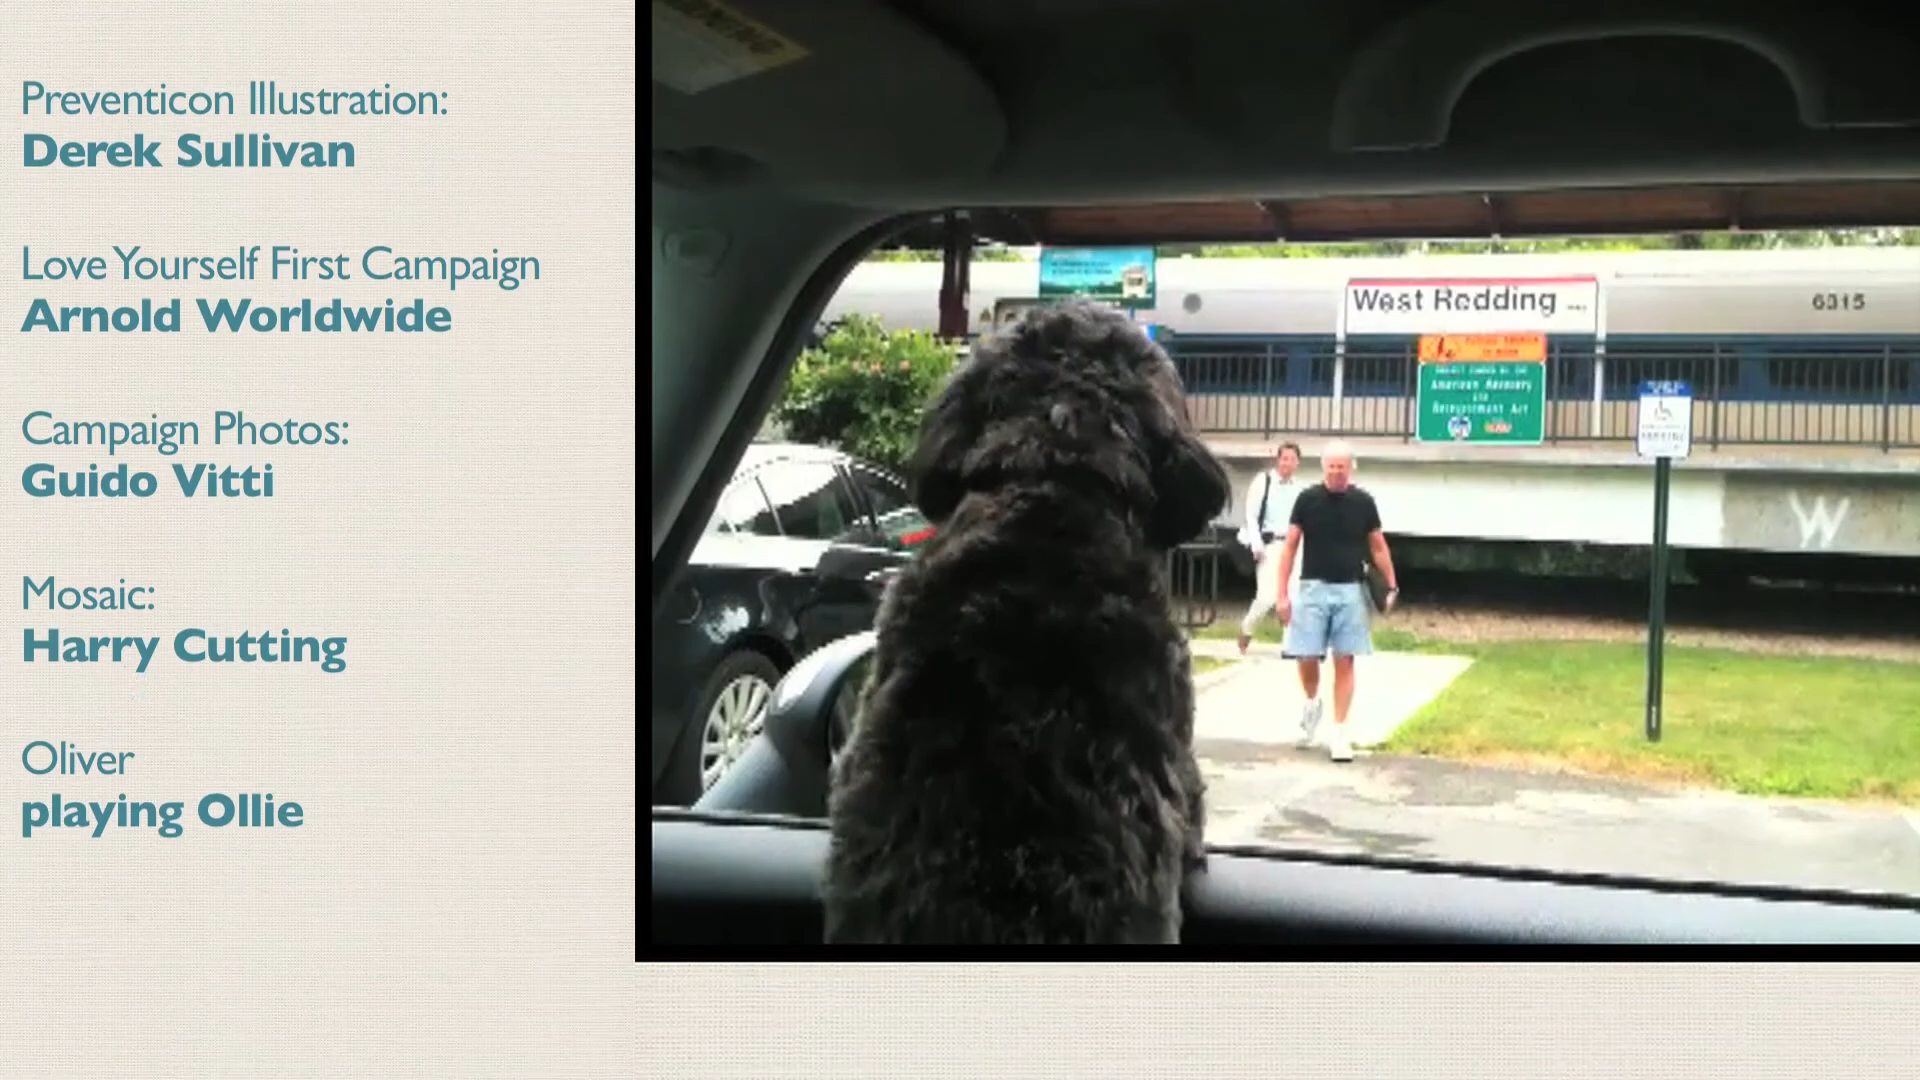 Preventicon Illustration:
Derek Sullivan
Love Yourself First Campaign
Arnold Worldwide
Campaign Photos:
Guido Vitti
Mosaic:
Harry Cutting
Oliver
playing Ollie
West Redding ...
6315
American Recovery
and
Reinvestment Act
PARKING
W